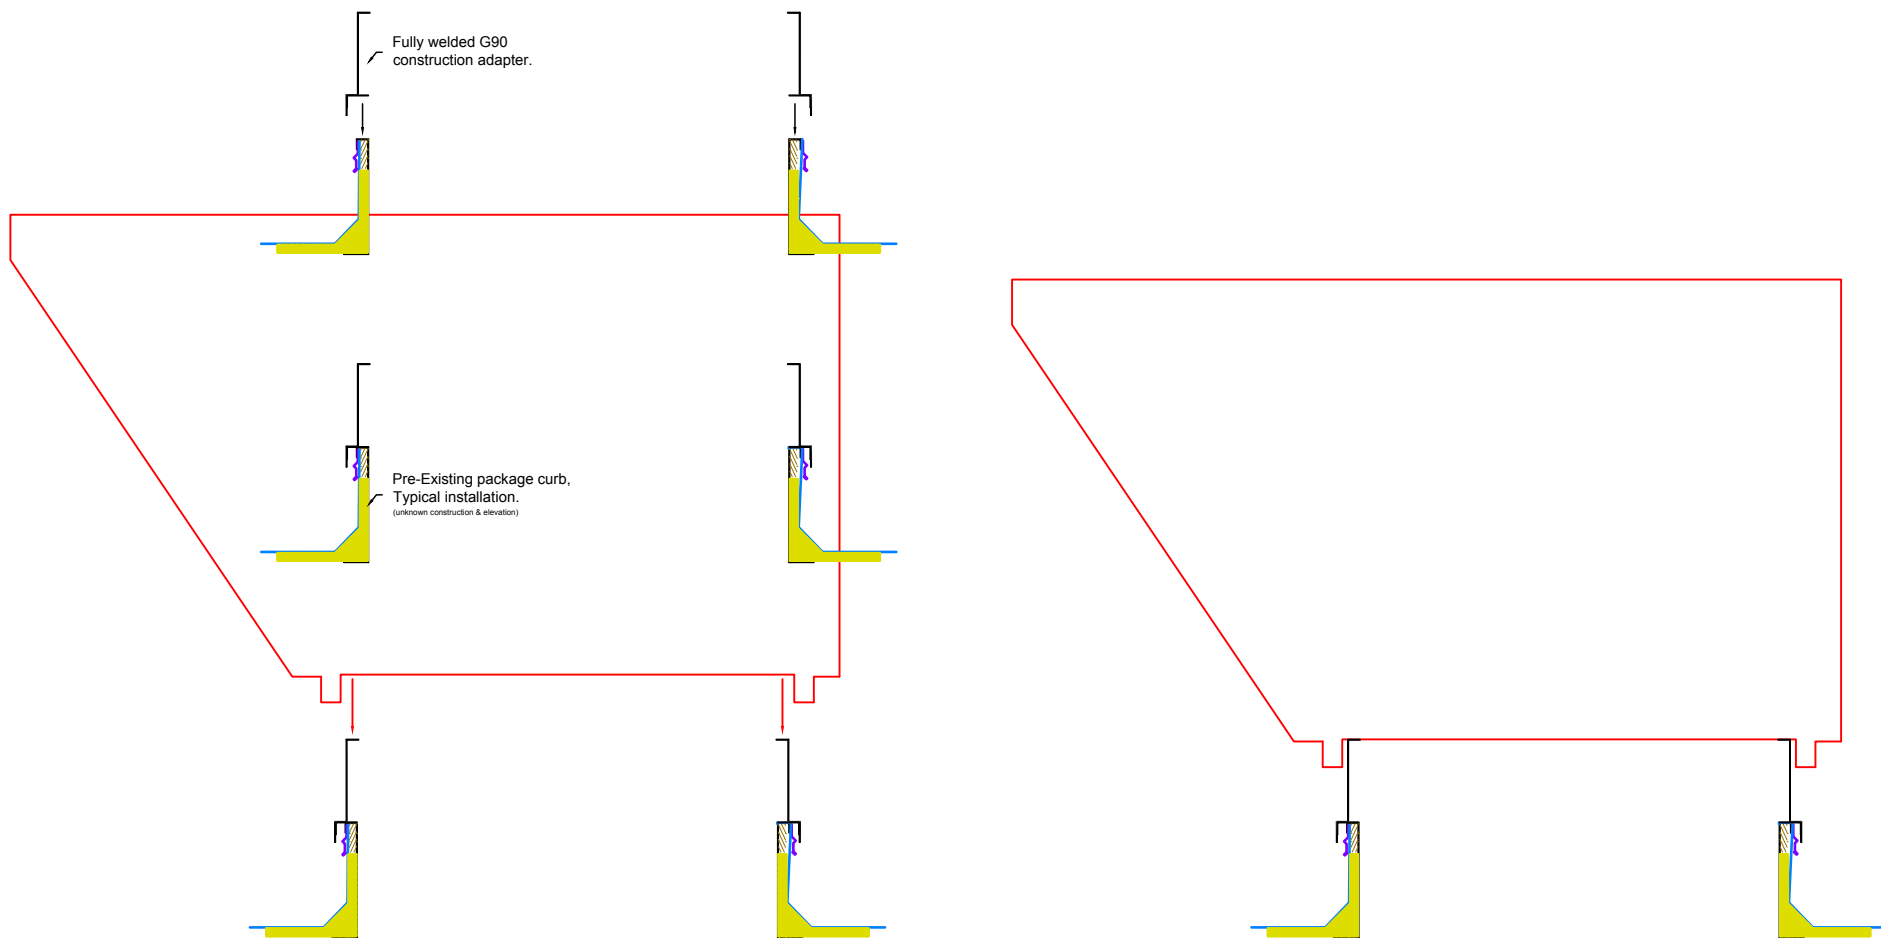 Fully welded G90
construction adapter.
Pre-Existing package curb,
Typical installation.
(unknown construction & elevation)